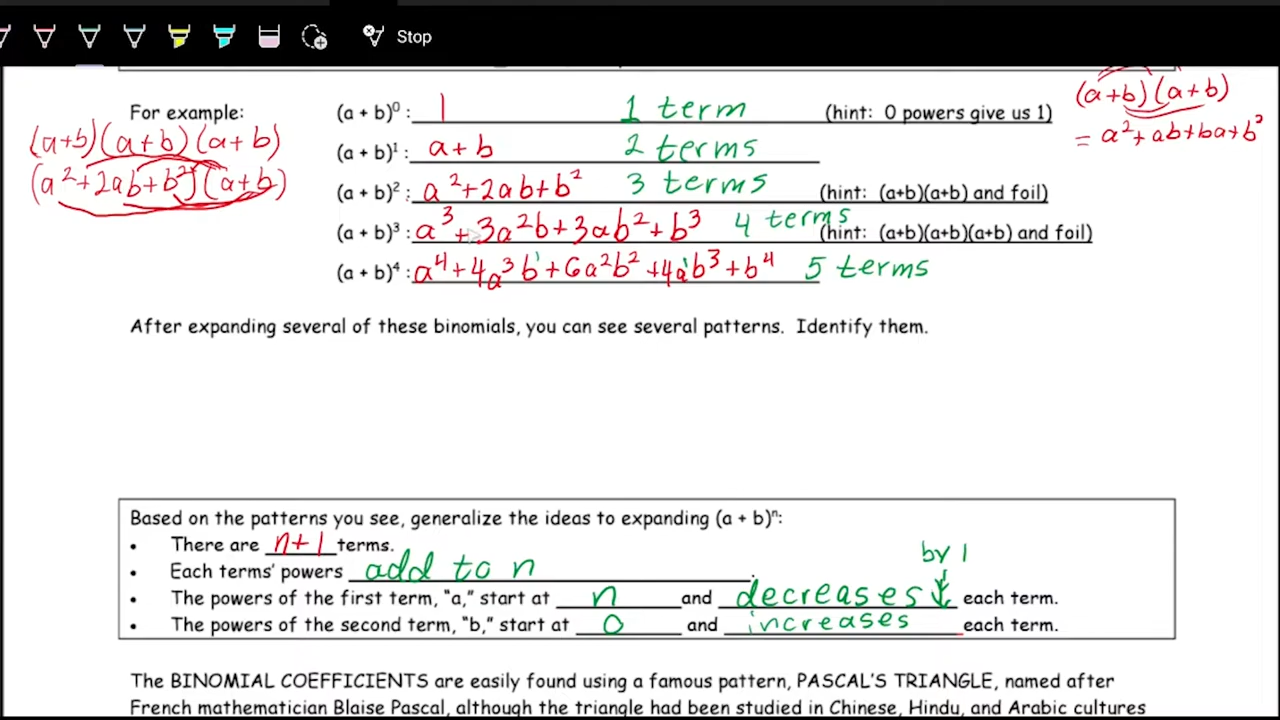 Stop
For example:
(a+b)(a+b)(a+b)
(a²+2ab+b²)(a+b)
(a + b)⁰ : 1 1 term (hint: 0 powers give us 1)
(a+b)(a+b)
= a²+ab+ba+b²
(a + b)¹ : a+b 2 terms
(a + b)² : a²+2ab+b² 3 terms (hint: (a+b)(a+b) and foil)
(a + b)³ : a³+3a²b+3ab²+b³ 4 terms (hint: (a+b)(a+b)(a+b) and foil)
(a + b)⁴ : a⁴+4a³b¹+6a²b²+4a¹b³+b⁴ 5 terms
After expanding several of these binomials, you can see several patterns. Identify them.
Based on the patterns you see, generalize the ideas to expanding (a + b)ⁿ:
• There are n+1 terms.
• Each terms' powers add to n.
by 1
• The powers of the first term, "a," start at n and decreases ↓ each term.
• The powers of the second term, "b," start at 0 and increases each term.
The BINOMIAL COEFFICIENTS are easily found using a famous pattern, PASCAL'S TRIANGLE, named after
French mathematician Blaise Pascal, although the triangle had been studied in Chinese, Hindu, and Arabic cultures